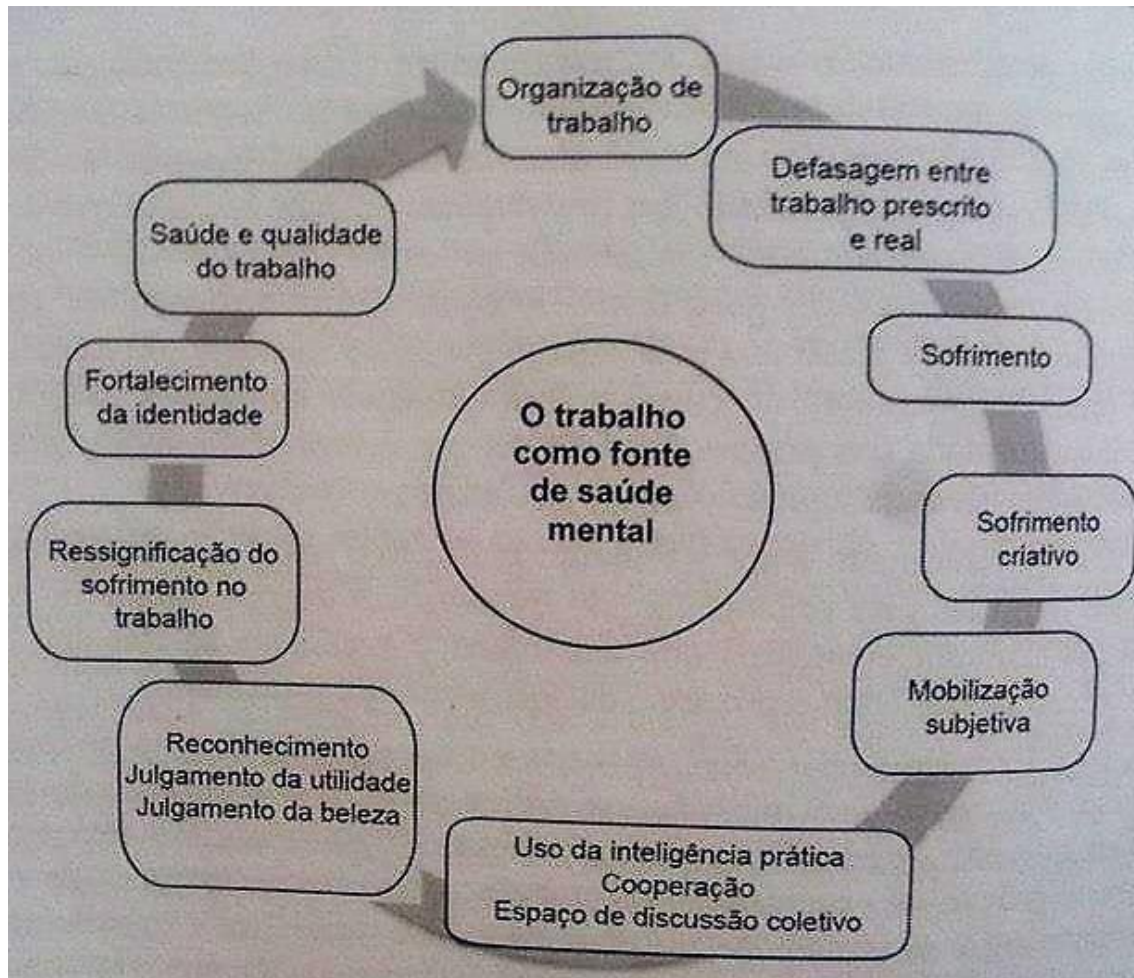 Organização de
trabalho
Defasagem entre
trabalho prescrito
e real
Sofrimento
Sofrimento
criativo
Mobilização
subjetiva
Uso da inteligência prática
Cooperação
Espaço de discussão coletivo
Reconhecimento
Julgamento da utilidade
Julgamento da beleza
Ressignificação do
sofrimento no
trabalho
Fortalecimento
da identidade
Saúde e qualidade
do trabalho
O trabalho
como fonte
de saúde
mental